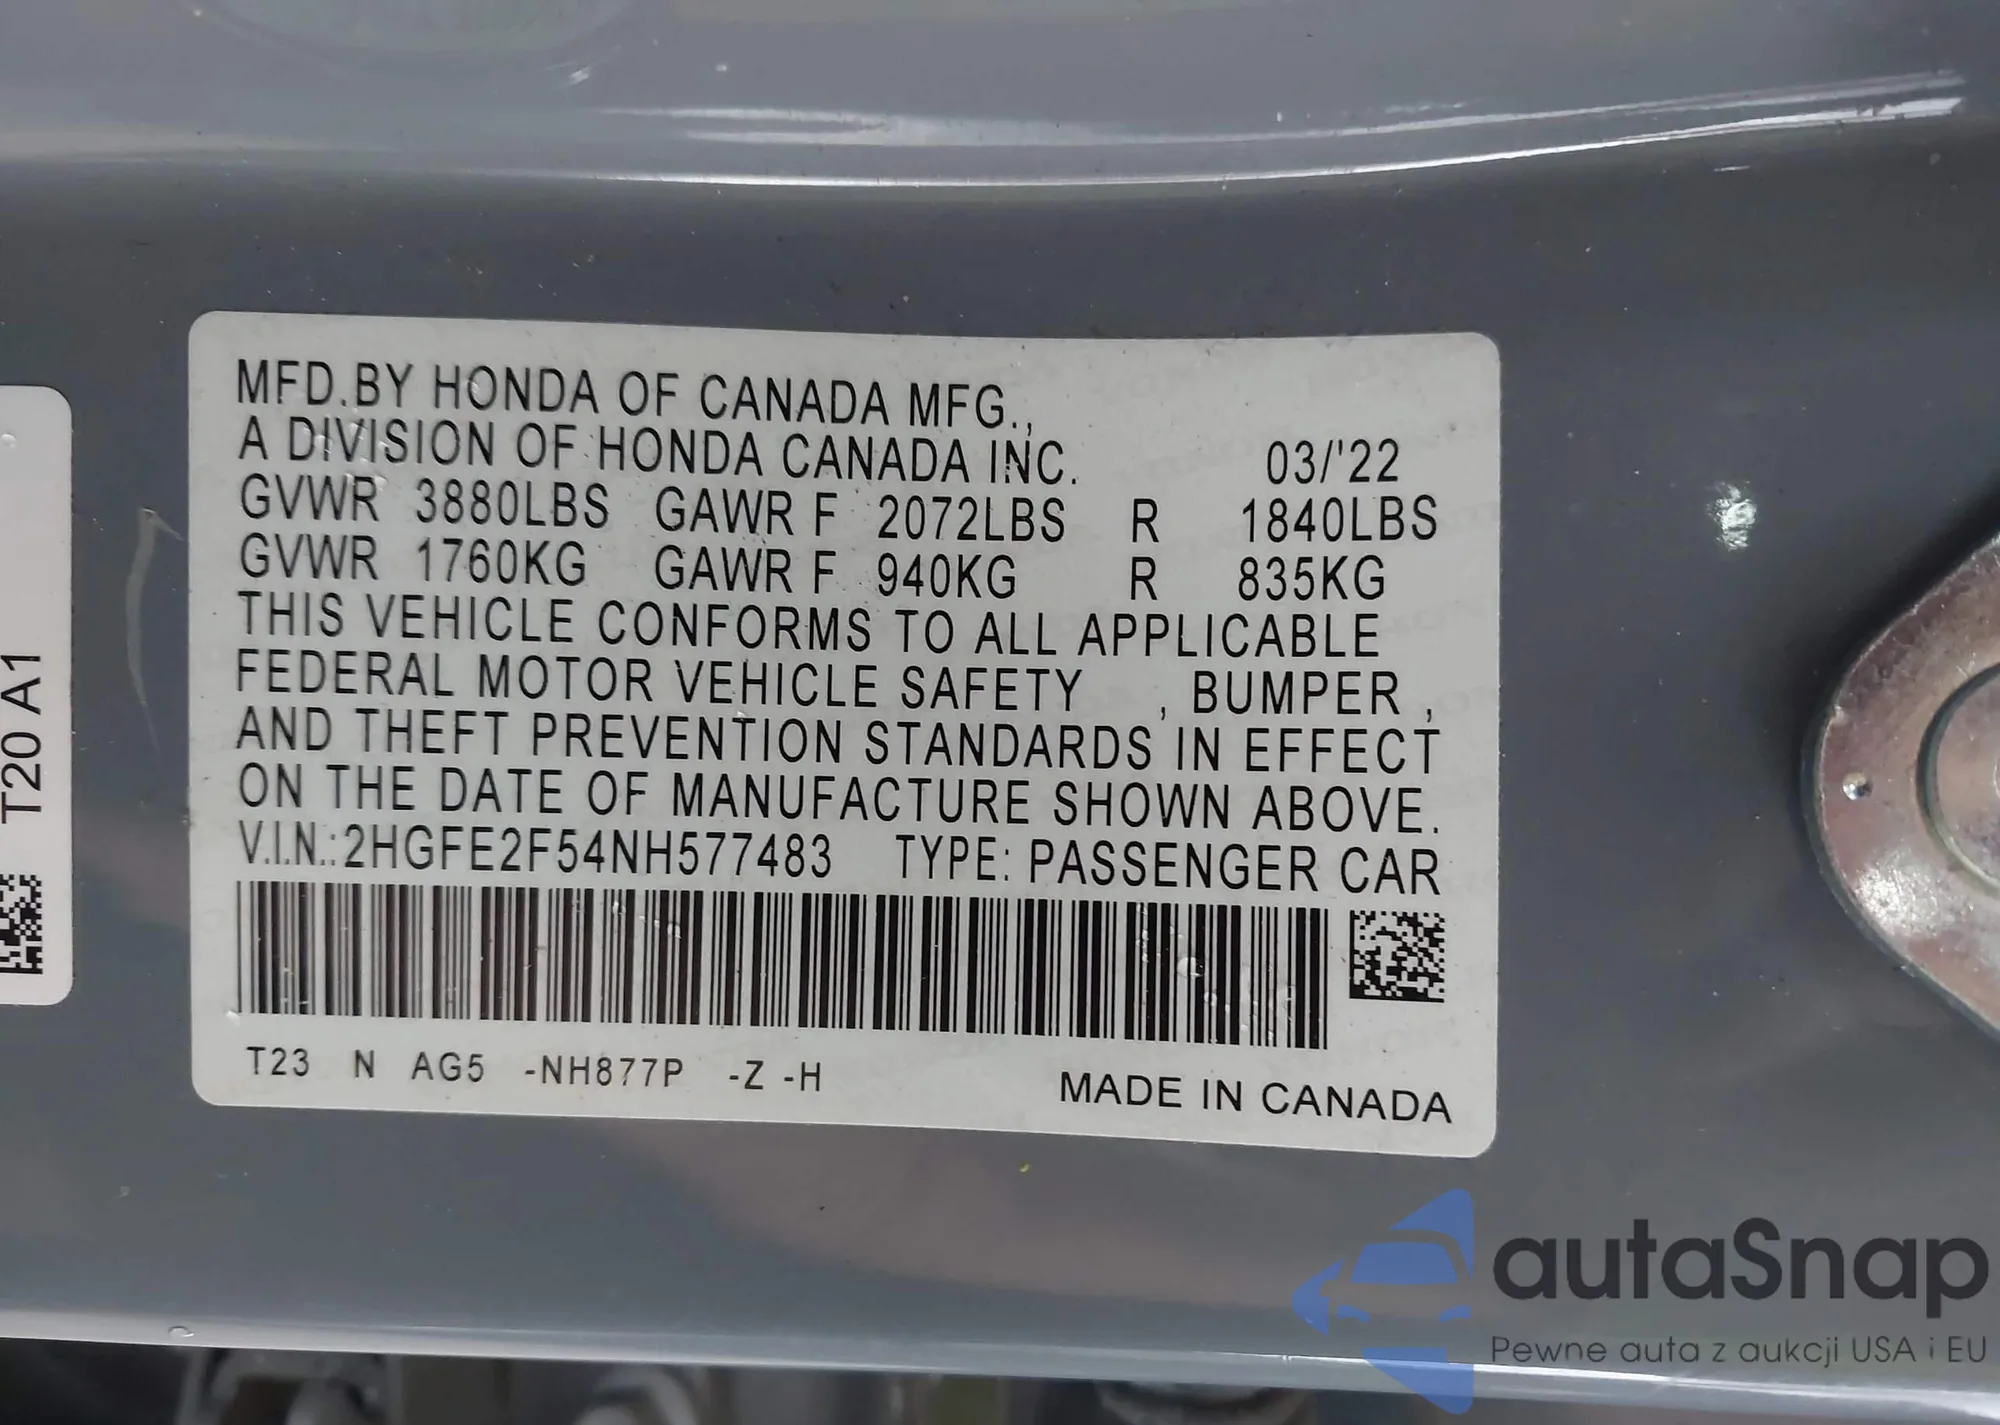 MFD.BY HONDA OF CANADA MFG.,
A DIVISION OF HONDA CANADA INC. 03/'22
GVWR 3880LBS GAWR F 2072LBS R 1840LBS
GVWR 1760KG GAWR F 940KG R 835KG
THIS VEHICLE CONFORMS TO ALL APPLICABLE
FEDERAL MOTOR VEHICLE SAFETY , BUMPER ,
AND THEFT PREVENTION STANDARDS IN EFFECT
ON THE DATE OF MANUFACTURE SHOWN ABOVE.
V.I.N.:2HGFE2F54NH577483 TYPE: PASSENGER CAR
T23 N AG5 -NH877P -Z -H
MADE IN CANADA
T20 A1
autaSnap
Pewne auta z aukcji USA i EU